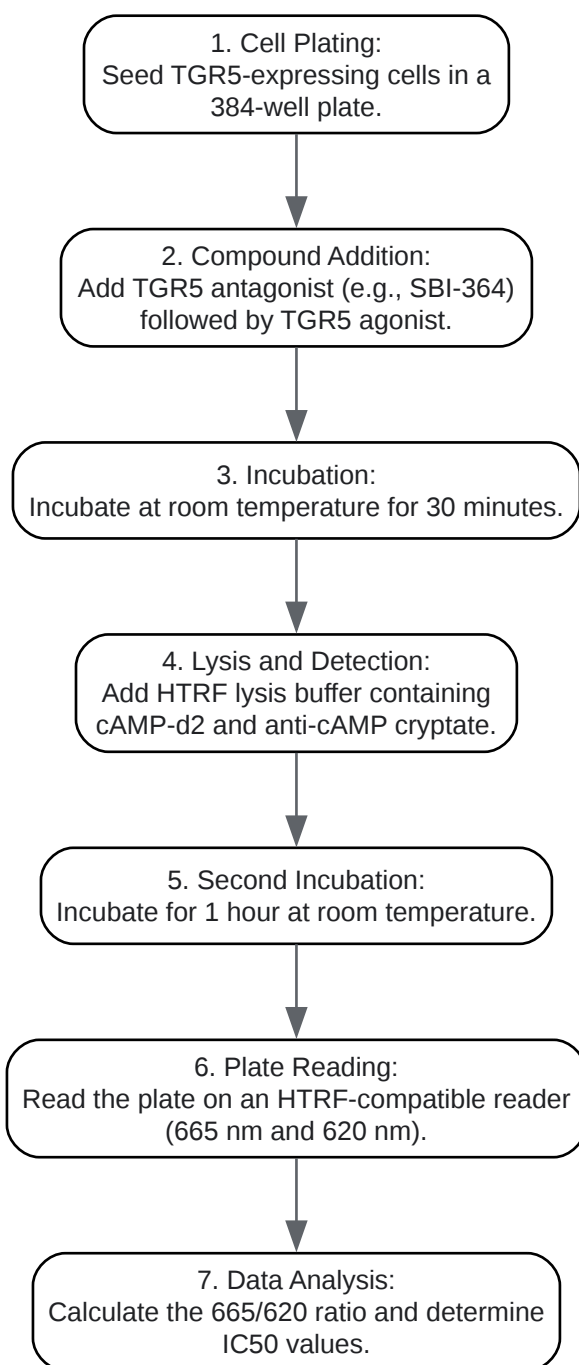 1. Cell Plating:
Seed TGR5-expressing cells in a
384-well plate.
2. Compound Addition:
Add TGR5 antagonist (e.g., SBI-364)
followed by TGR5 agonist.
3. Incubation:
Incubate at room temperature for 30 minutes.
4. Lysis and Detection:
Add HTRF lysis buffer containing
cAMP-d2 and anti-cAMP cryptate.
5. Second Incubation:
Incubate for 1 hour at room temperature.
6. Plate Reading:
Read the plate on an HTRF-compatible reader
(665 nm and 620 nm).
7. Data Analysis:
Calculate the 665/620 ratio and determine
IC50 values.